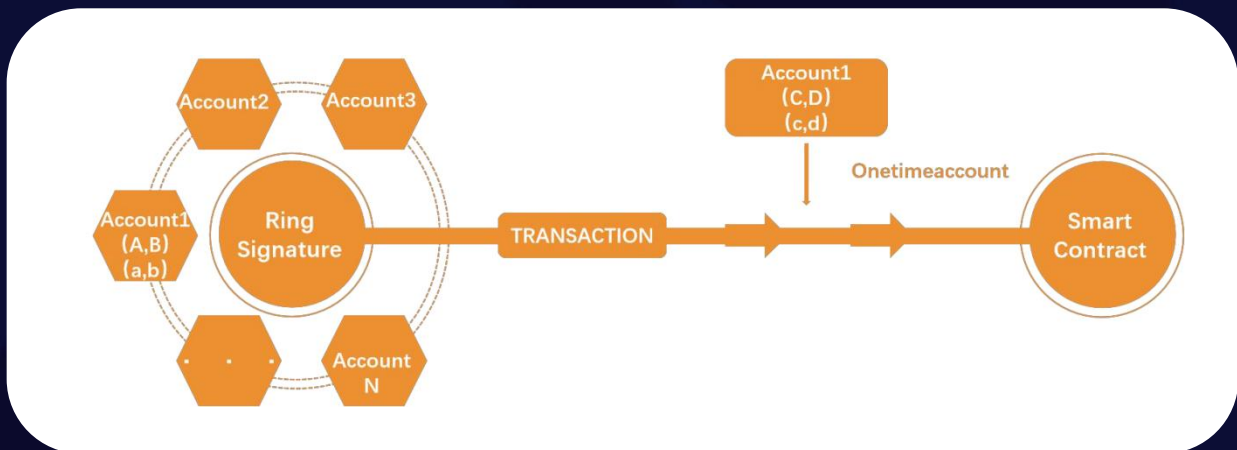 Account2
Account3
Account1
(A,B)
(a,b)
Ring
Signature
. . .
Account
N
TRANSACTION
Account1
(C,D)
(c,d)
Onetimeaccount
Smart
Contract